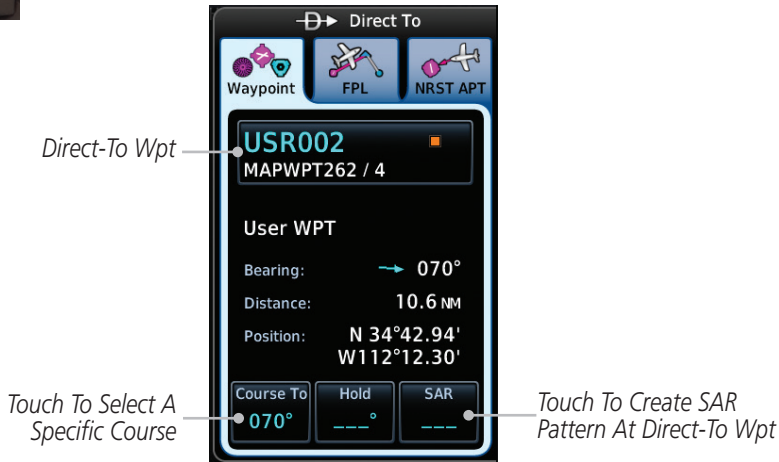 Direct To
Waypoint
FPL
NRST APT
Direct-To Wpt
USR002
MAPWPT262 / 4
User WPT
Bearing: 070°
Distance: 10.6 NM
Position: N 34°42.94'
W112°12.30'
Touch To Select A
Specific Course
Course To
070°
Hold
___°
SAR
___
Touch To Create SAR
Pattern At Direct-To Wpt